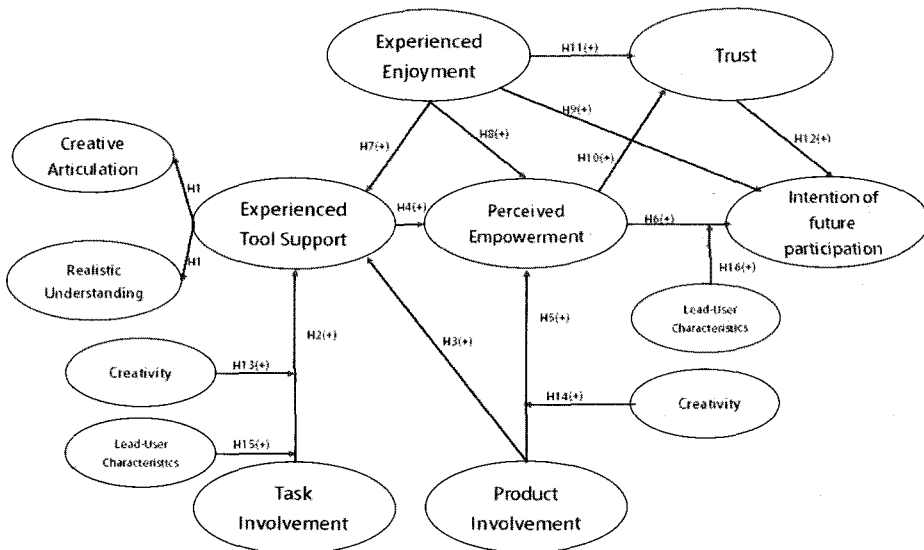 Experienced
Enjoyment
H11(+)
Trust
H9(+)
H7(+)
H8(+)
H10(+)
H12(+)
Creative
Articulation
H1
Experienced
Tool Support
H4(+)
Perceived
Empowerment
H6(+)
Intention of
future
participation
H1
Realistic
Understanding
H16(+)
Lead-User
Characteristics
H2(+)
H3(+)
H5(+)
Creativity
H13(+)
H14(+)
Creativity
Lead-User
Characteristics
H15(+)
Task
Involvement
Product
Involvement